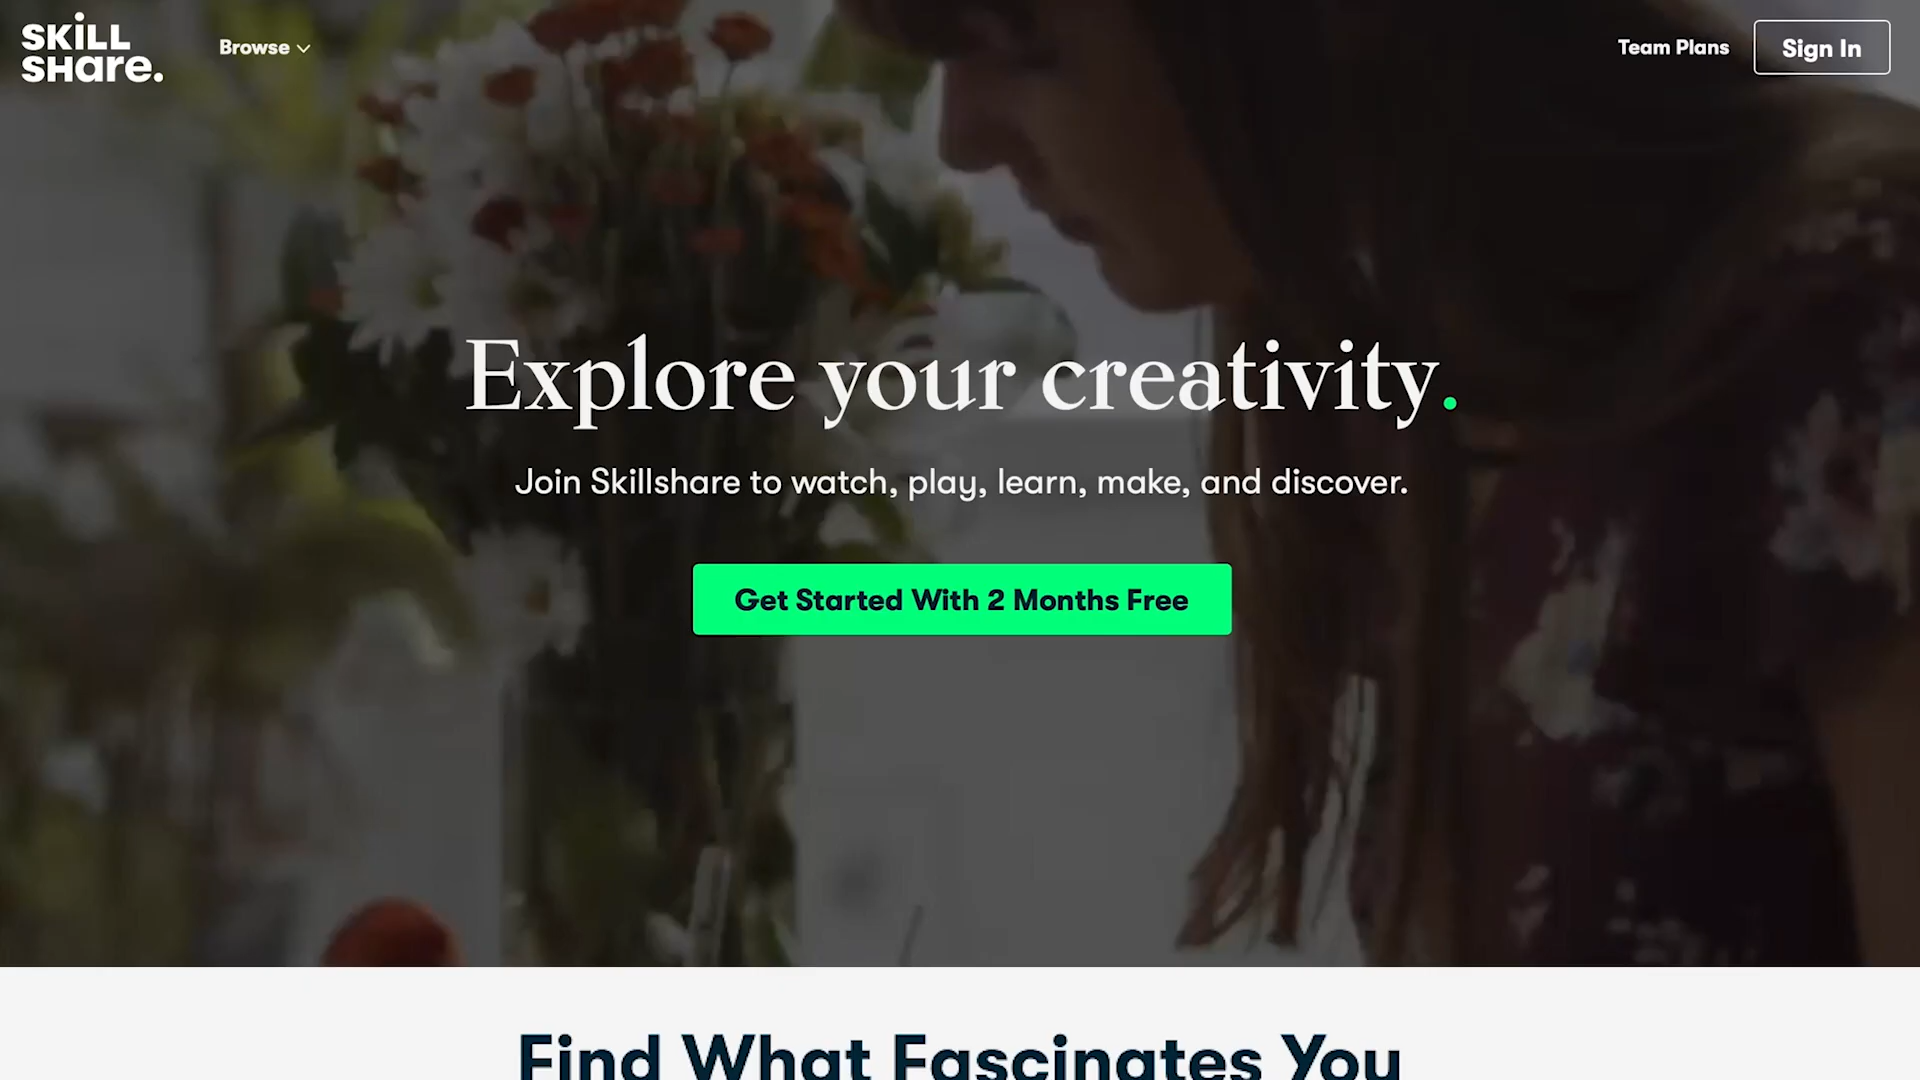 SKiLL
SHare.
Browse
Team Plans
Sign In
Explore your creativity.
Join Skillshare to watch, play, learn, make, and discover.
Get Started With 2 Months Free
Find What Fascinates You